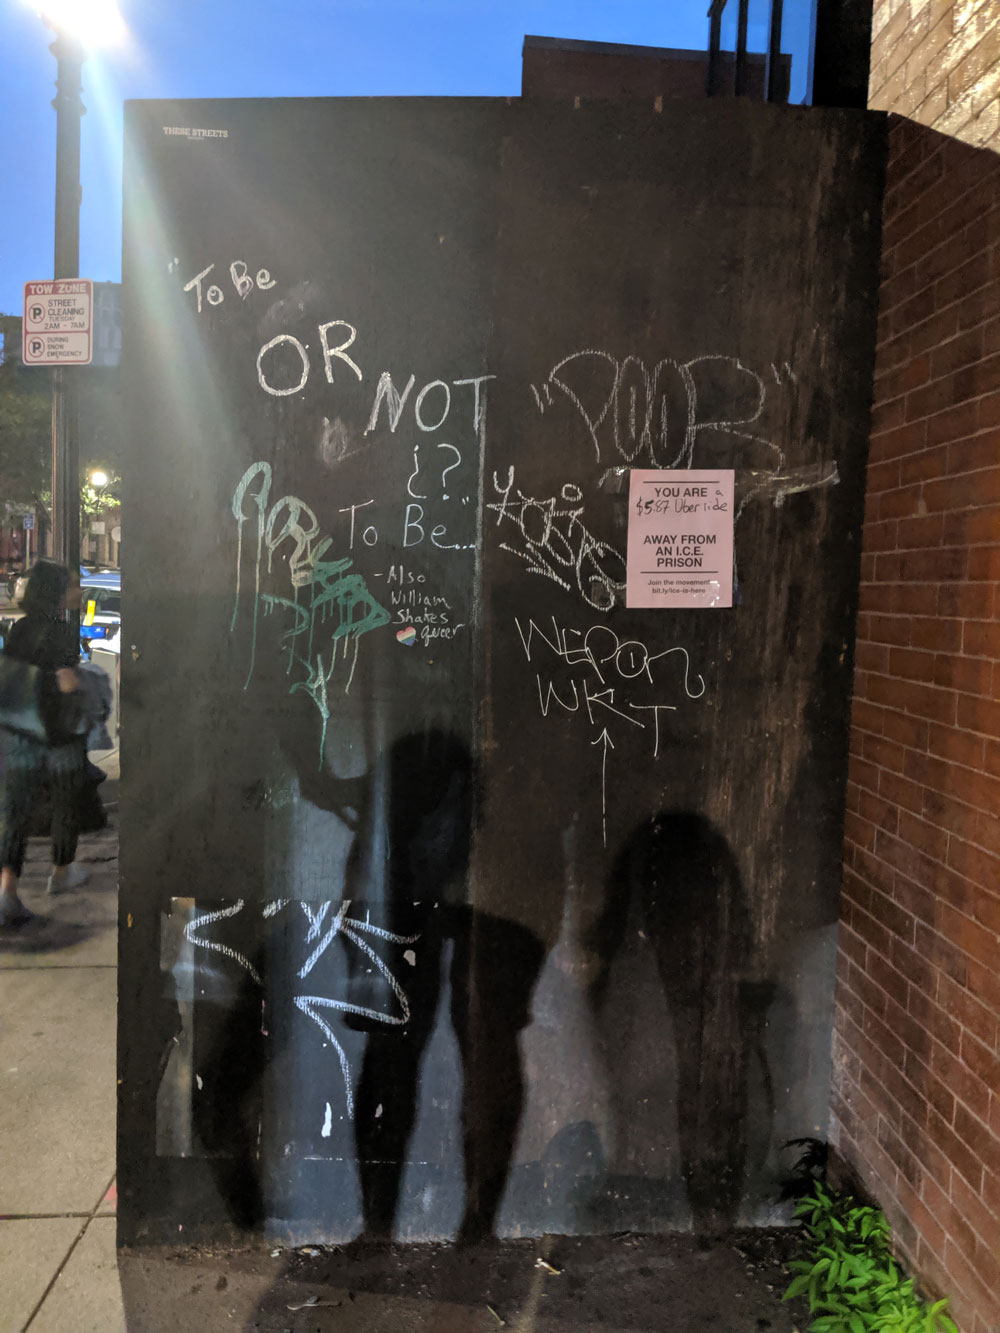 THESE STREETS
TOW ZONE
P STREET
CLEANING
TUESDAY
2AM - 7AM
P DURING
SNOW
EMERGENCY
"To Be
OR
NOT
¿?
To Be..."
-Also
William
Shakes
queer
"POOR"
YOU ARE a
$5.87 Uber ride
AWAY FROM
AN I.C.E.
PRISON
Join the movement
bit.ly/ice-is-here
WKT